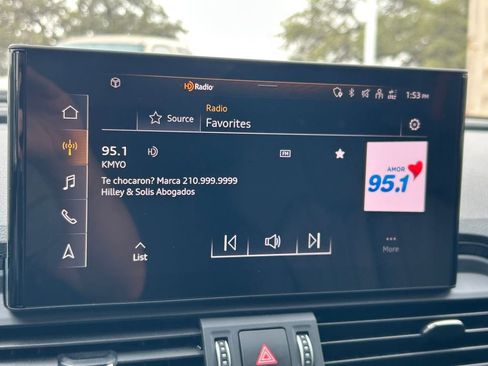 HD Radio
1:53 PM
Radio
Source
Favorites
95.1
HD
FM
KMYO
Te chocaron? Marca 210.999.9999
Hilley & Solis Abogados
AMOR
95.1
List
More